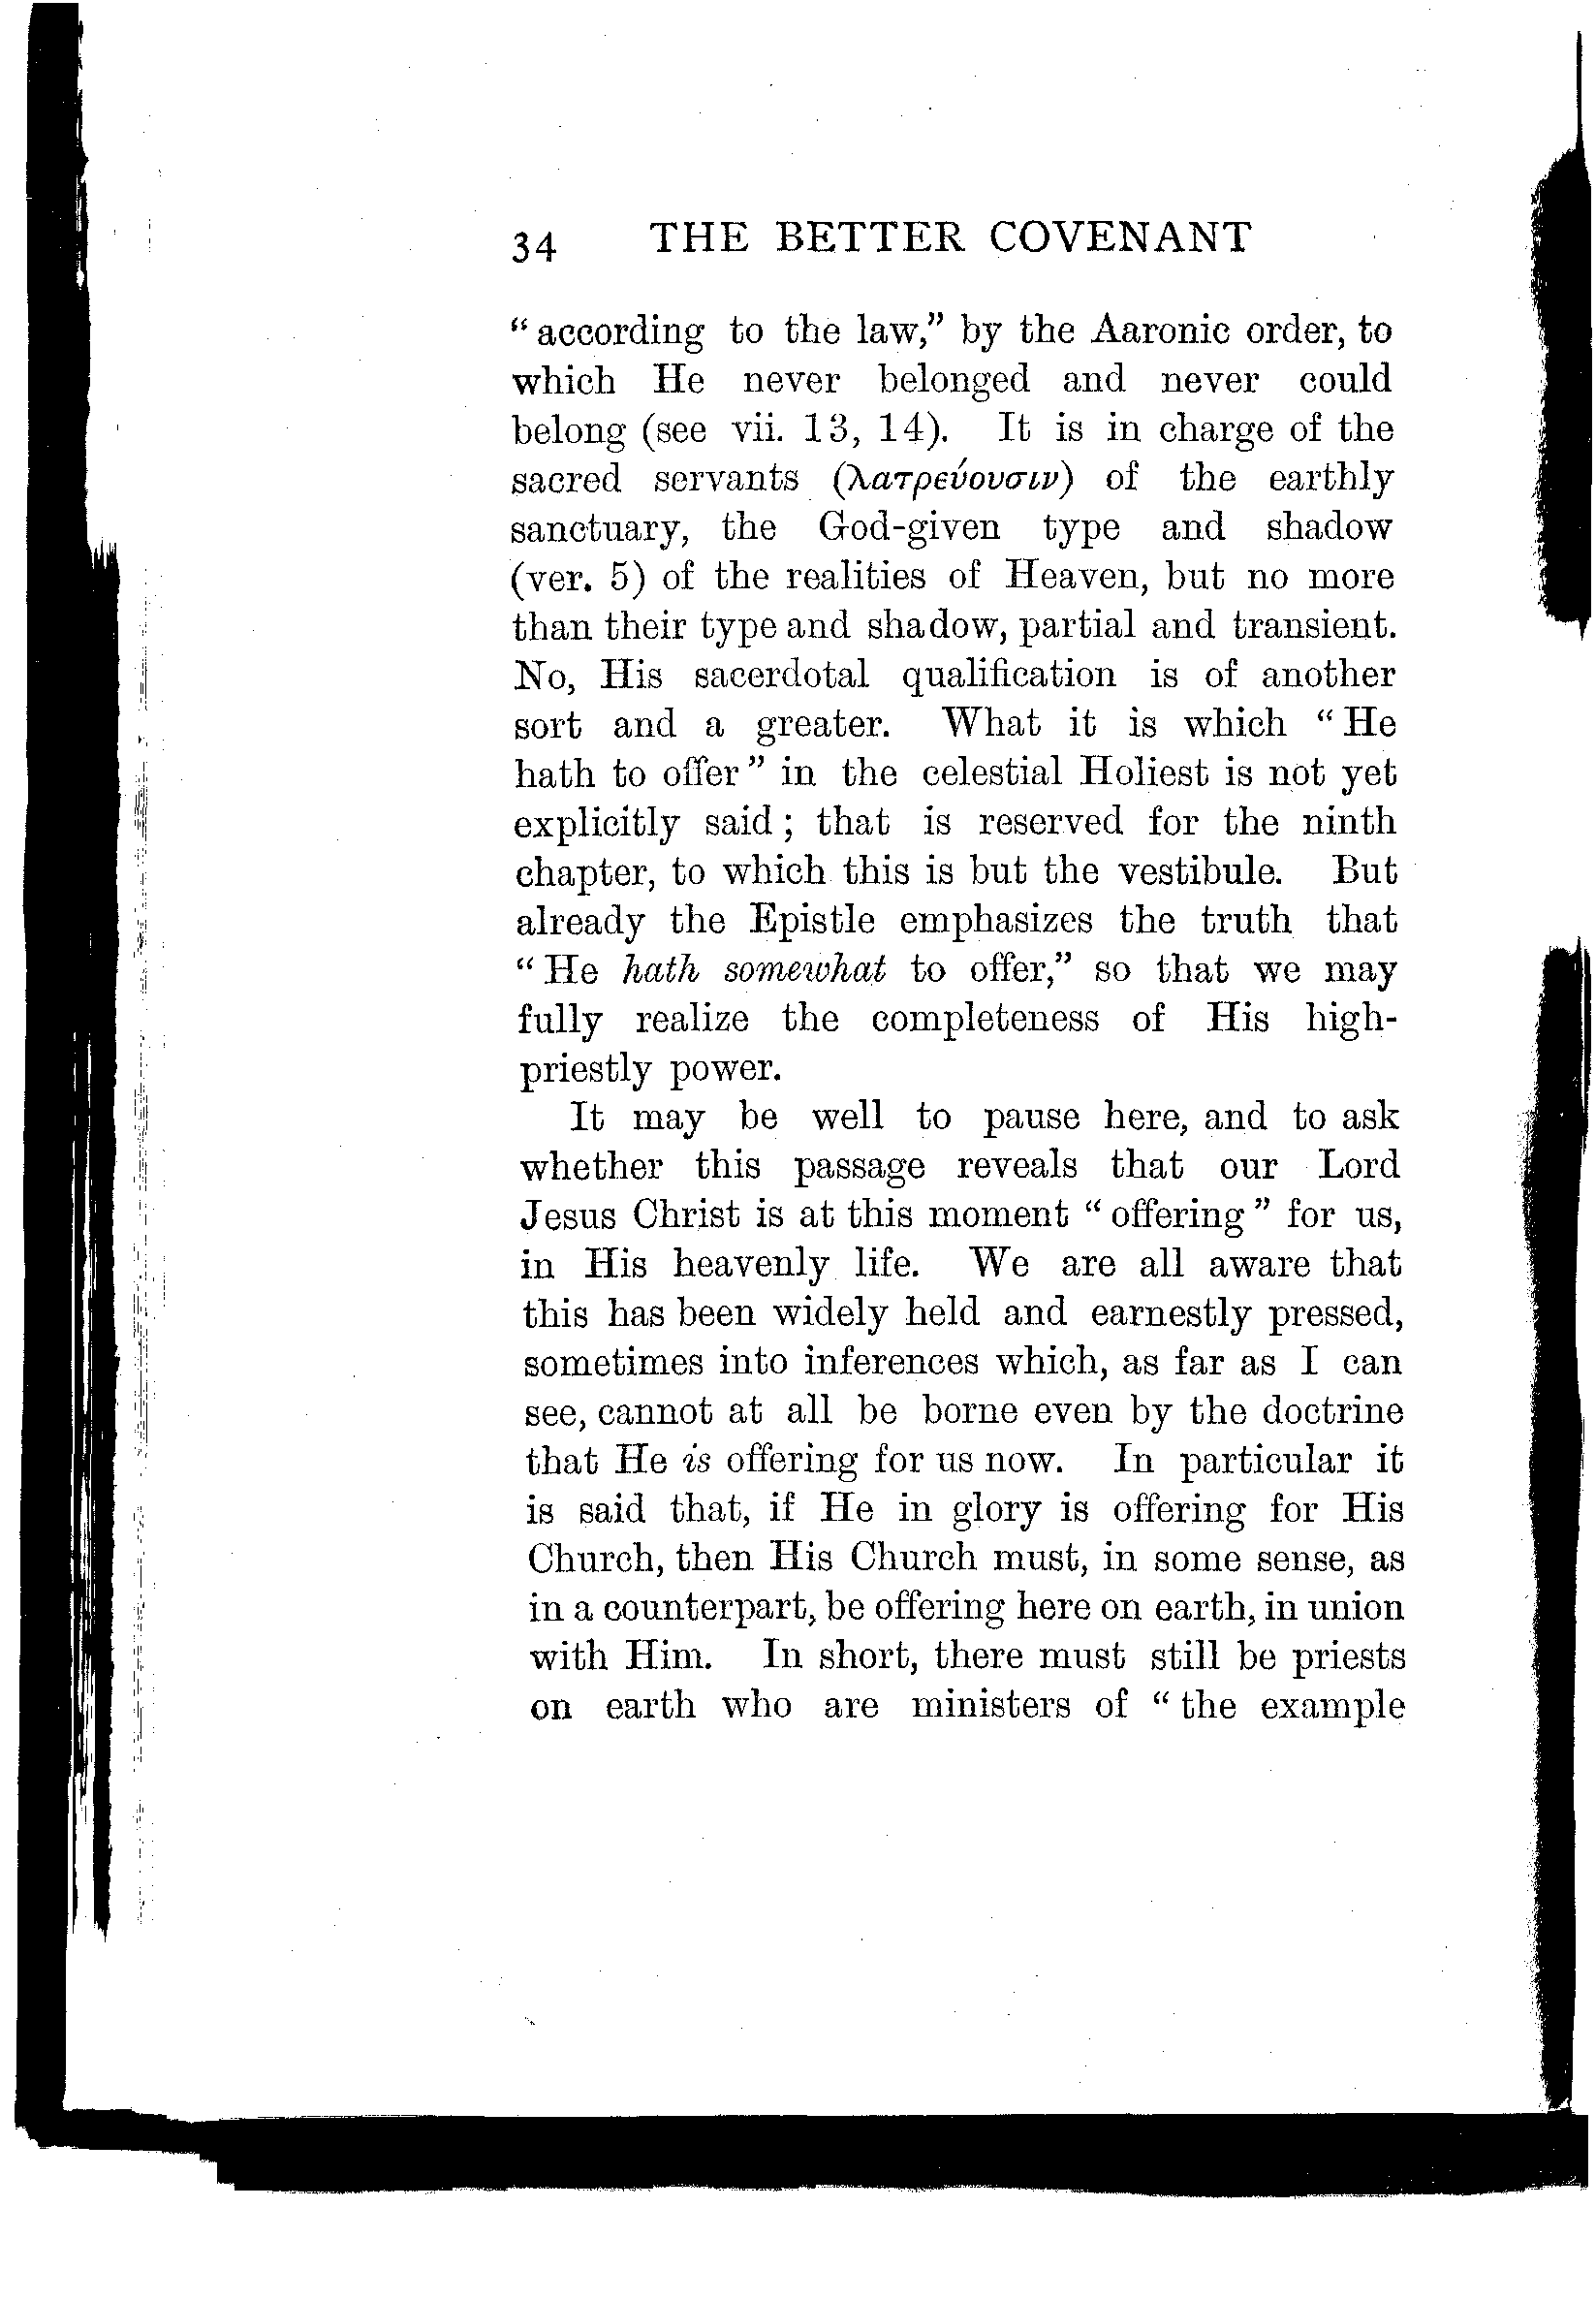 34 THE BETTER COVENANT
“according to the law,” by the Aaronic order, to
which He never belonged and never could
belong (see vii. 13, 14). It is in charge of the
sacred servants (λατρεύουσιν) of the earthly
sanctuary, the God-given type and shadow
(ver. 5) of the realities of Heaven, but no more
than their type and shadow, partial and transient.
No, His sacerdotal qualification is of another
sort and a greater. What it is which “He
hath to offer” in the celestial Holiest is not yet
explicitly said; that is reserved for the ninth
chapter, to which this is but the vestibule. But
already the Epistle emphasizes the truth that
“He hath somewhat to offer,” so that we may
fully realize the completeness of His high-
priestly power.
It may be well to pause here, and to ask
whether this passage reveals that our Lord
Jesus Christ is at this moment “offering” for us,
in His heavenly life. We are all aware that
this has been widely held and earnestly pressed,
sometimes into inferences which, as far as I can
see, cannot at all be borne even by the doctrine
that He is offering for us now. In particular it
is said that, if He in glory is offering for His
Church, then His Church must, in some sense, as
in a counterpart, be offering here on earth, in union
with Him. In short, there must still be priests
on earth who are ministers of “the example